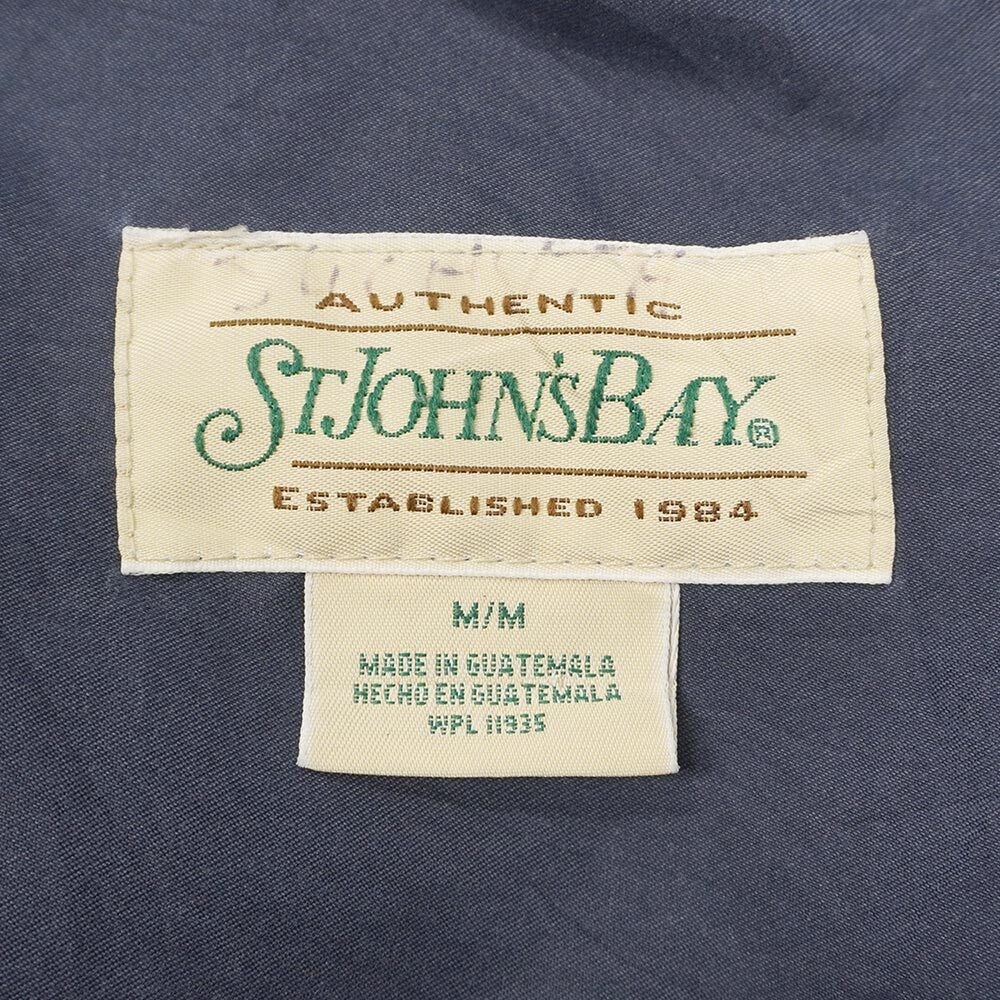 AUTHENTIC
ST JOHN'S BAY®
ESTABLISHED 1984
M/M
MADE IN GUATEMALA
HECHO EN GUATEMALA
WPL 11935